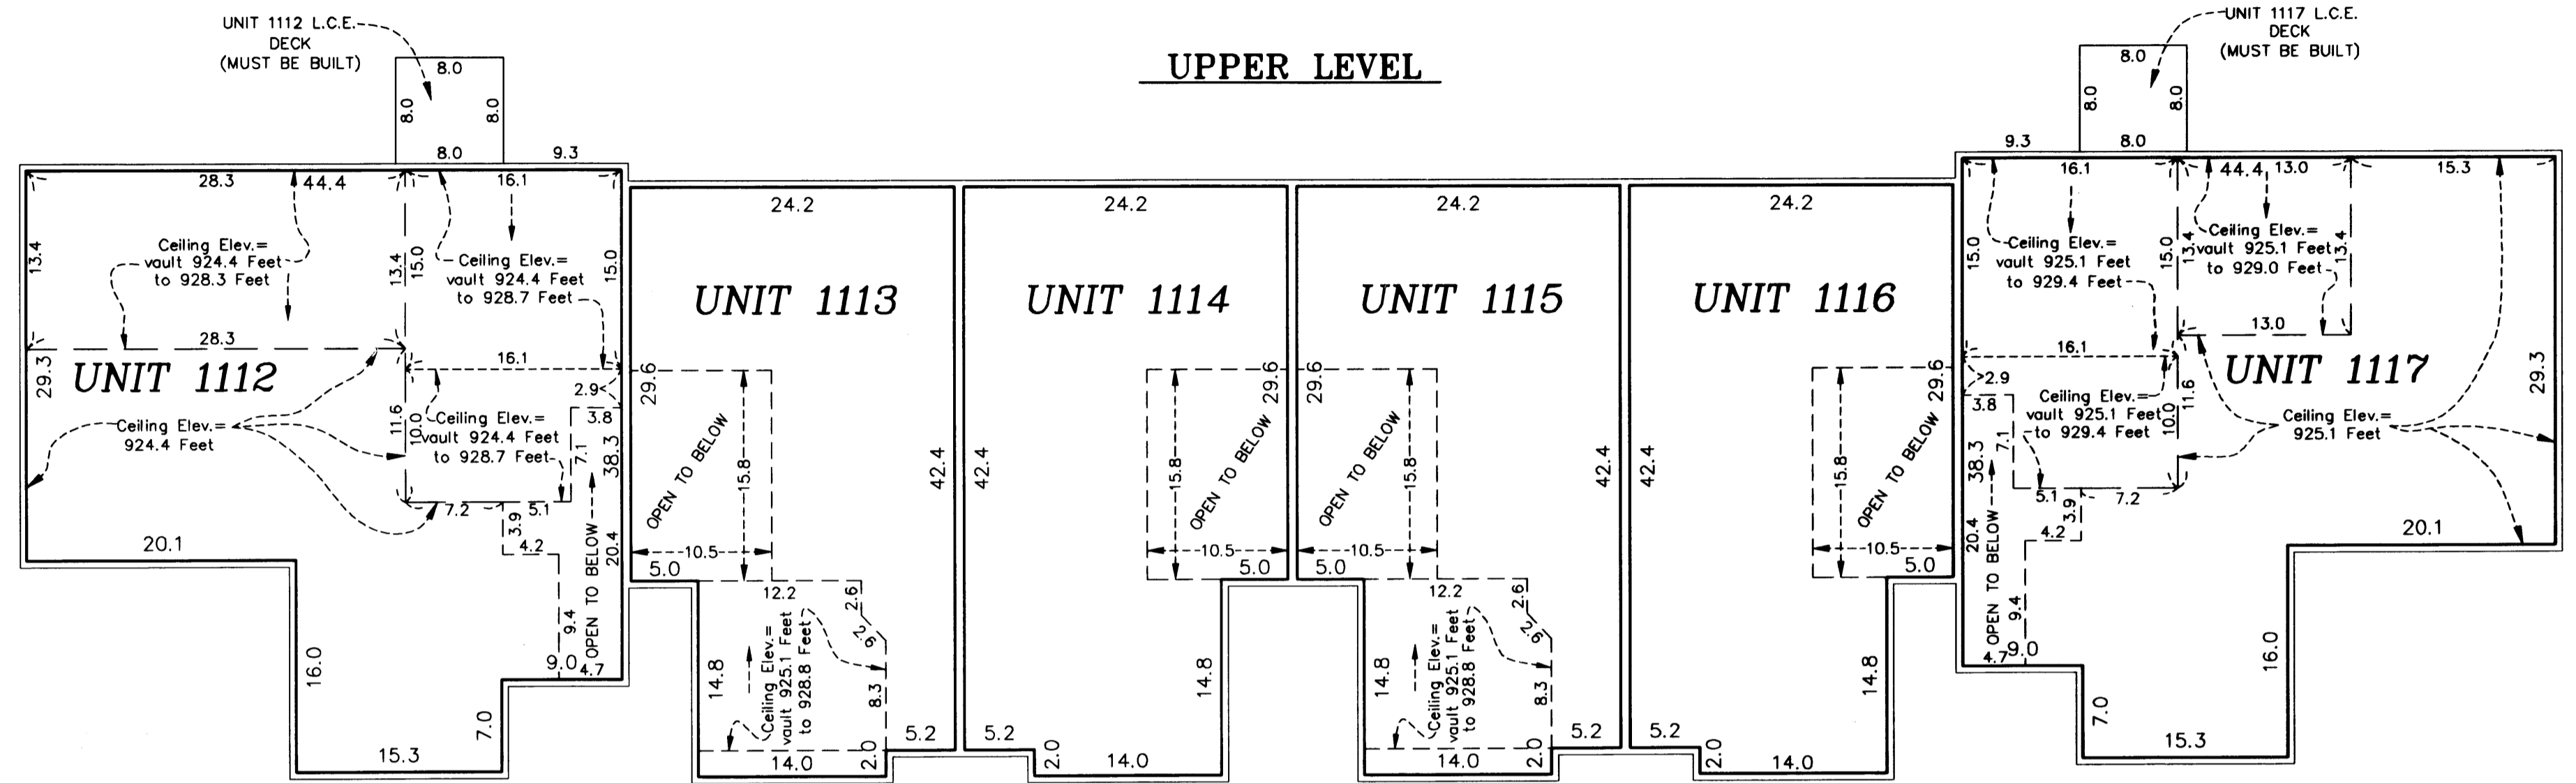 UPPER LEVEL
UNIT 1112 L.C.E.
DECK
(MUST BE BUILT)
8.0
8.0
8.0
8.0
9.3
28.3
44.4
16.1
13.4
Ceiling Elev.=
vault 924.4 Feet
to 928.3 Feet
13.4
15.0
Ceiling Elev.=
vault 924.4 Feet
to 928.7 Feet
15.0
28.3
16.1
UNIT 1112
29.3
Ceiling Elev.=
924.4 Feet
11.6
10.0
Ceiling Elev.=
vault 924.4 Feet
to 928.7 Feet
2.9
3.8
7.1
38.3
7.2
5.1
3.9
4.2
20.4
OPEN TO BELOW
9.4
9.0
4.7
20.1
16.0
7.0
15.3
24.2
UNIT 1113
29.6
OPEN TO BELOW
15.8
42.4
10.5
5.0
12.2
2.6
2.6
14.8
Ceiling Elev.=
vault 925.1 Feet
to 928.8 Feet
8.3
5.2
14.0
2.0
24.2
UNIT 1114
29.6
OPEN TO BELOW
15.8
42.4
10.5
5.0
14.8
5.2
2.0
14.0
24.2
UNIT 1115
29.6
OPEN TO BELOW
15.8
42.4
10.5
5.0
12.2
2.6
2.6
14.8
Ceiling Elev.=
vault 925.1 Feet
to 928.8 Feet
8.3
5.2
14.0
2.0
24.2
UNIT 1116
29.6
OPEN TO BELOW
15.8
42.4
10.5
5.0
14.8
5.2
2.0
14.0
UNIT 1117 L.C.E.
DECK
(MUST BE BUILT)
8.0
8.0
8.0
9.3
8.0
16.1
44.4
13.0
15.3
15.0
Ceiling Elev.=
vault 925.1 Feet
to 929.4 Feet
15.0
13.4
Ceiling Elev.=
vault 925.1 Feet
to 929.0 Feet
13.4
13.0
16.1
UNIT 1117
29.3
2.9
3.8
Ceiling Elev.=
vault 925.1 Feet
to 929.4 Feet
7.1
10.0
11.6
Ceiling Elev.=
925.1 Feet
38.3
5.1
7.2
3.9
4.2
20.4
OPEN TO BELOW
9.4
4.7
9.0
20.1
16.0
7.0
15.3